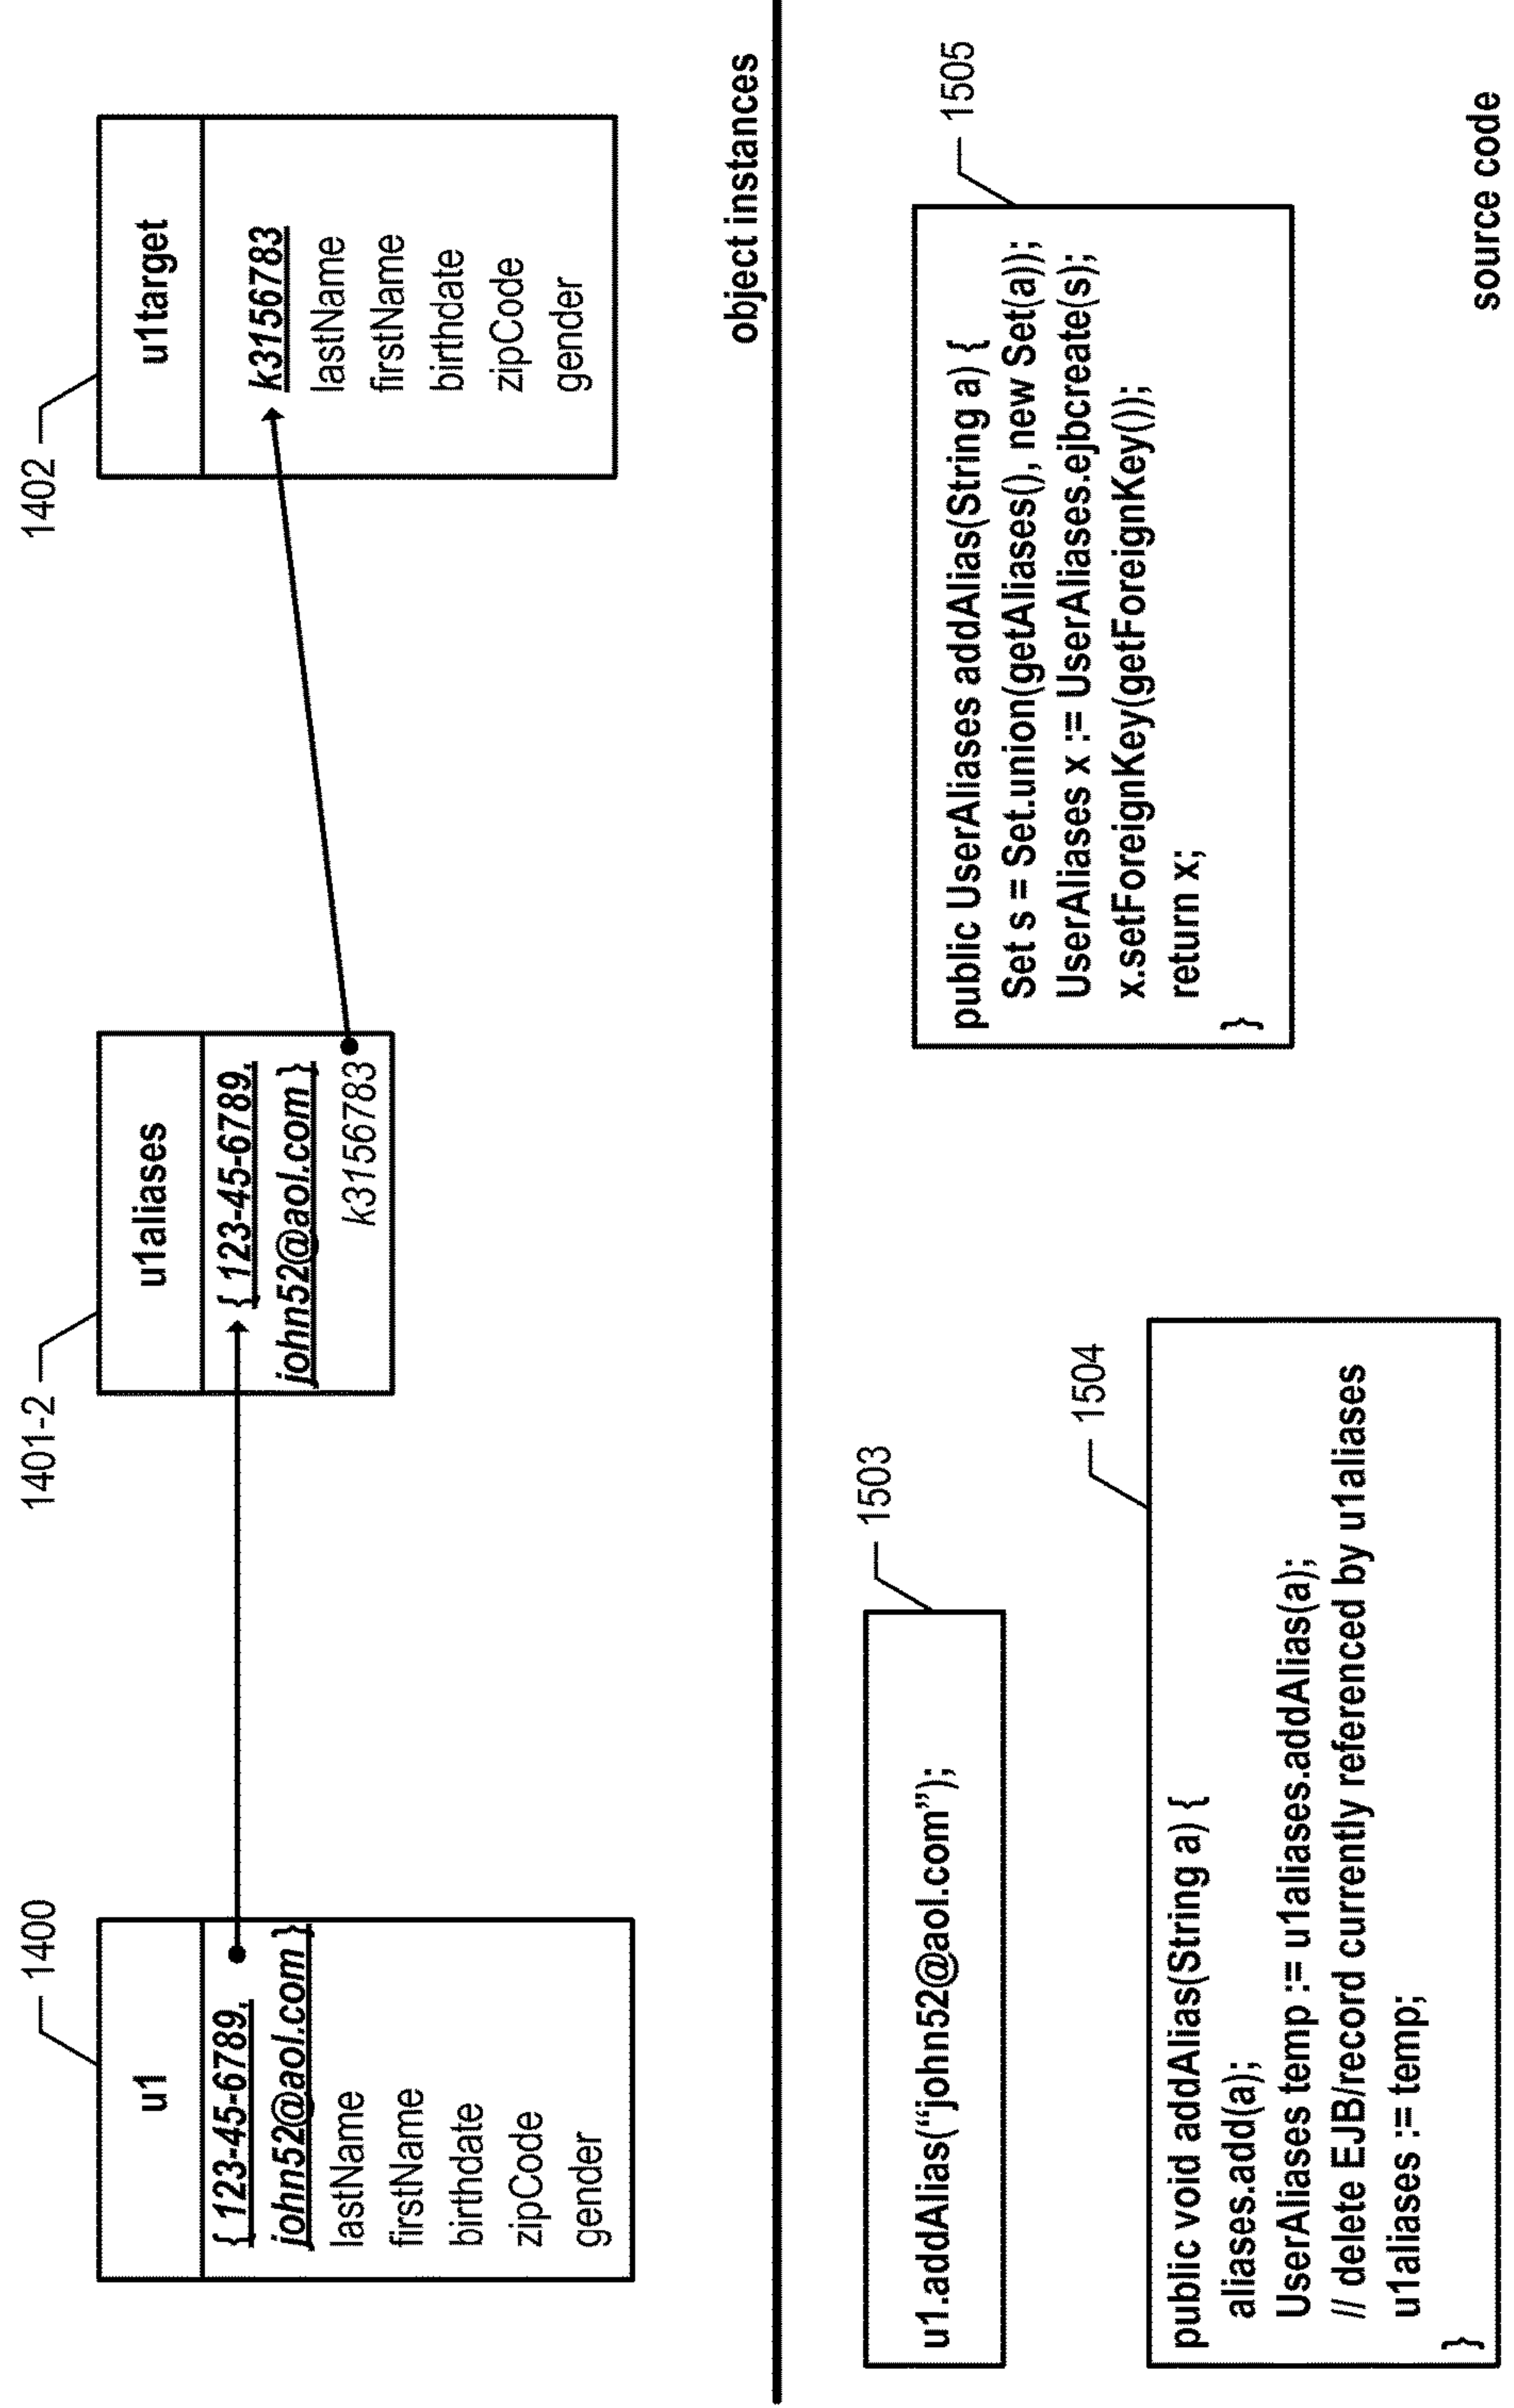 1400
u1
{ 123-45-6789,
john52@aol.com }
lastName
firstName
birthdate
zipCode
gender
1401-2
u1aliases
{ 123-45-6789,
john52@aol.com }
k3156783
1402
u1target
k3156783
lastName
firstName
birthdate
zipCode
gender
object instances
1503
u1.addAlias(“john52@aol.com”);
1504
public void addAlias(String a) {
aliases.add(a);
UserAliases temp := u1aliases.addAlias(a);
// delete EJB/record currently referenced by u1aliases
u1aliases := temp;
}
1505
public UserAliases addAlias(String a) {
Set s = Set.union(getAliases(), new Set(a));
UserAliases x := UserAliases.ejbcreate(s);
x.setForeignKey(getForeignKey());
return x;
}
source code